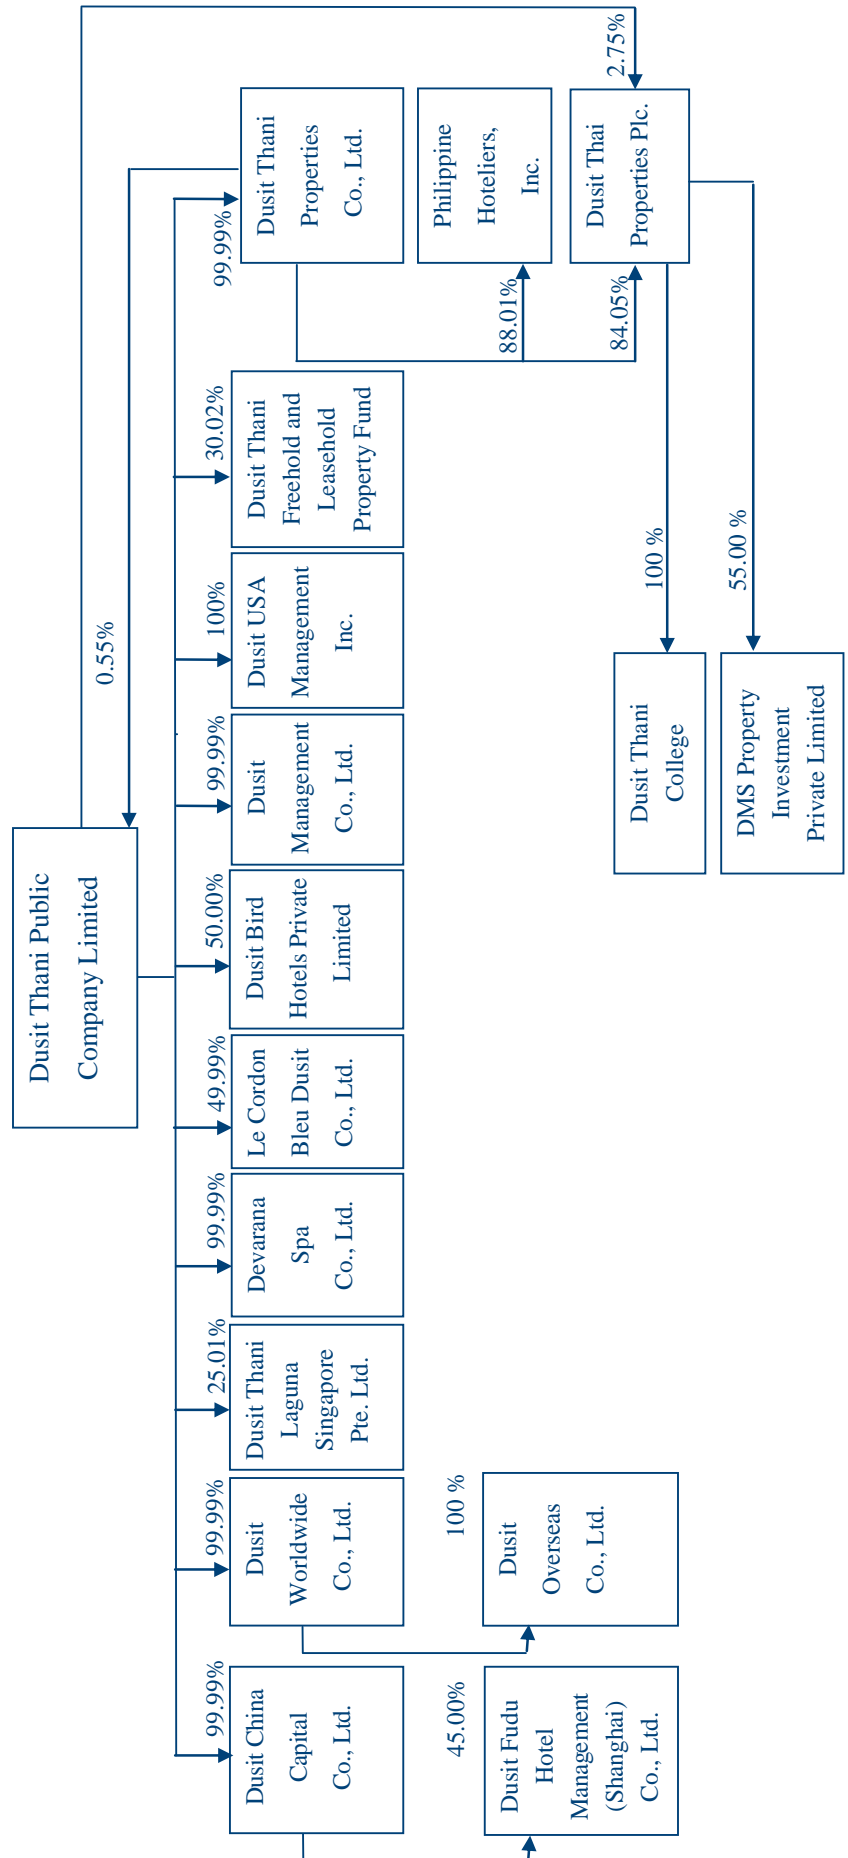 Dusit Thani Public
Company Limited
0.55%
2.75%
99.99%
Dusit China
Capital
Co., Ltd.
99.99%
Dusit
Worldwide
Co., Ltd.
25.01%
Dusit Thani
Laguna
Singapore
Pte. Ltd.
99.99%
Devarana
Spa
Co., Ltd.
49.99%
Le Cordon
Bleu Dusit
Co., Ltd.
50.00%
Dusit Bird
Hotels Private
Limited
99.99%
Dusit
Management
Co., Ltd.
100%
Dusit USA
Management
Inc.
30.02%
Dusit Thani
Freehold and
Leasehold
Property Fund
99.99%
Dusit Thani
Properties
Co., Ltd.
88.01%
Philippine
Hoteliers,
Inc.
84.05%
Dusit Thai
Properties Plc.
45.00%
Dusit Fudu
Hotel
Management
(Shanghai)
Co., Ltd.
100 %
Dusit
Overseas
Co., Ltd.
100 %
Dusit Thani
College
55.00 %
DMS Property
Investment
Private Limited